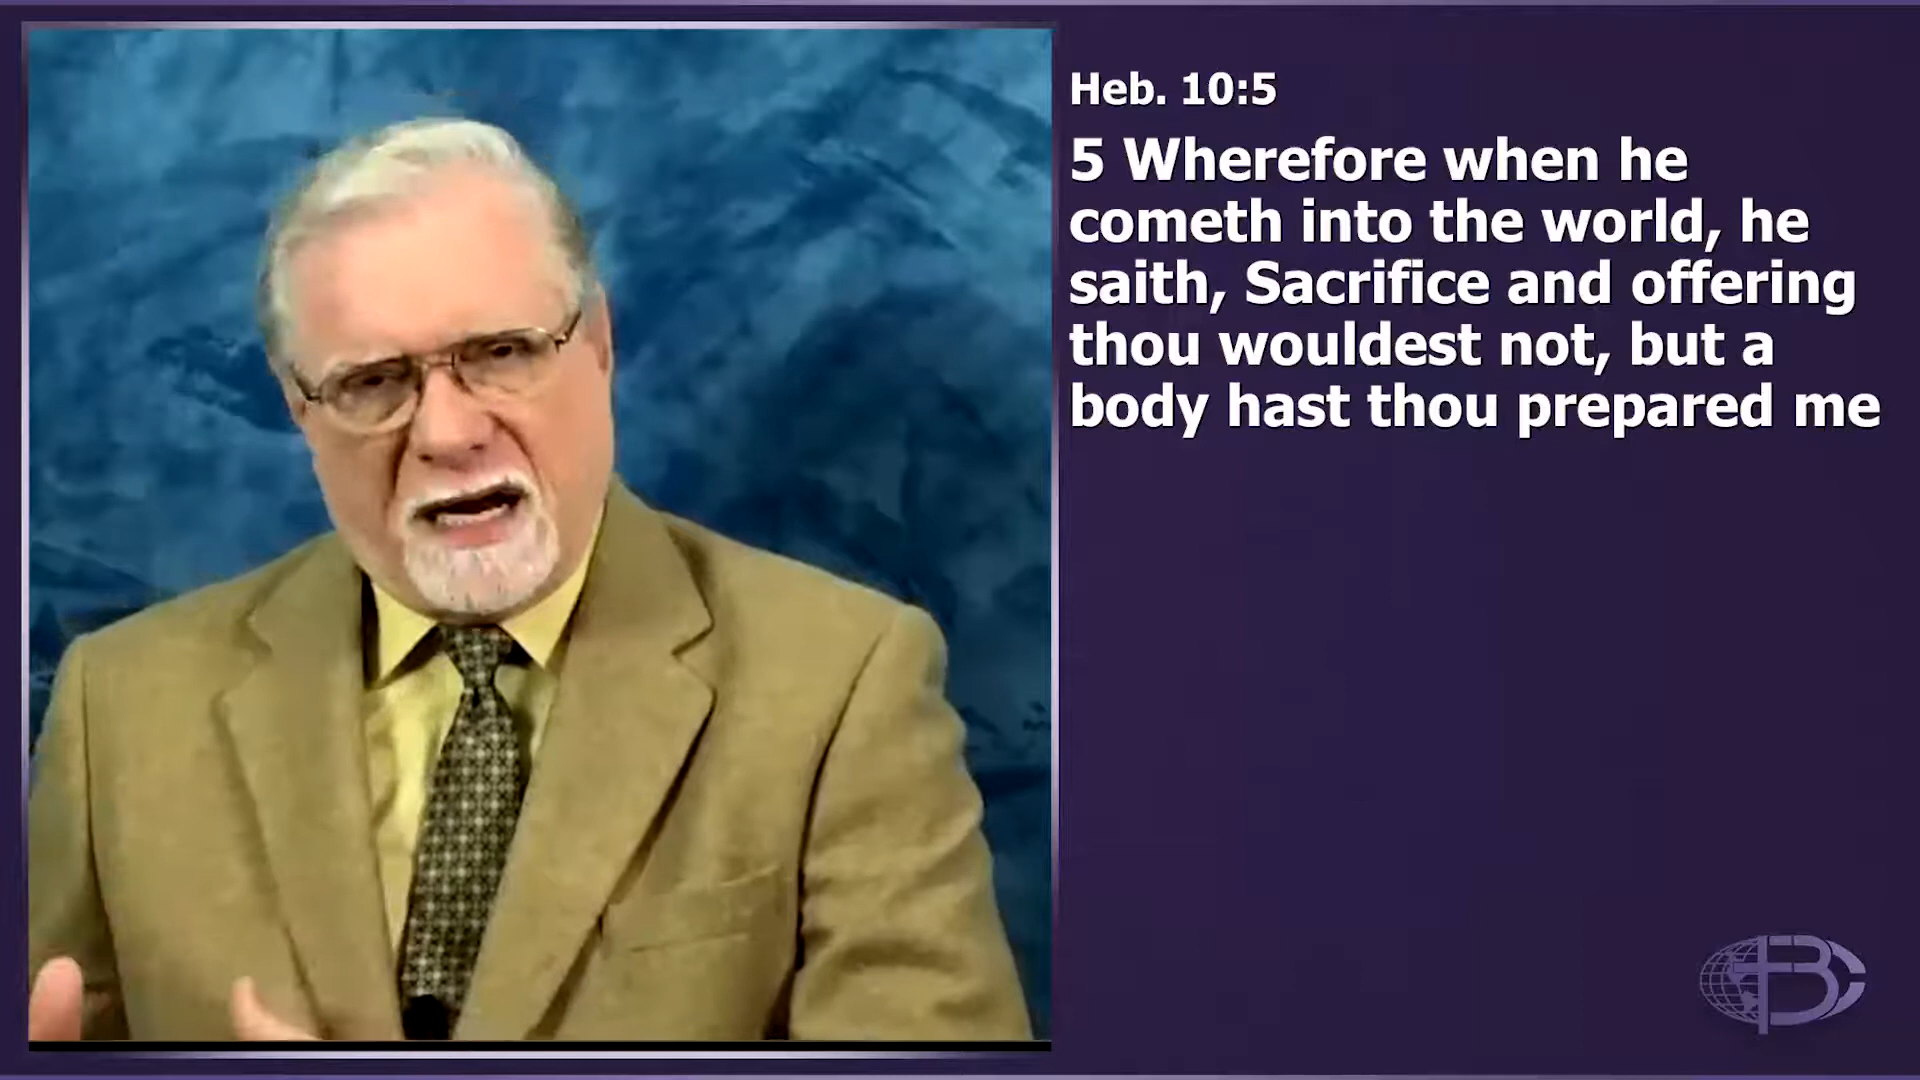 Heb. 10:5
5 Wherefore when he
cometh into the world, he
saith, Sacrifice and offering
thou wouldest not, but a
body hast thou prepared me